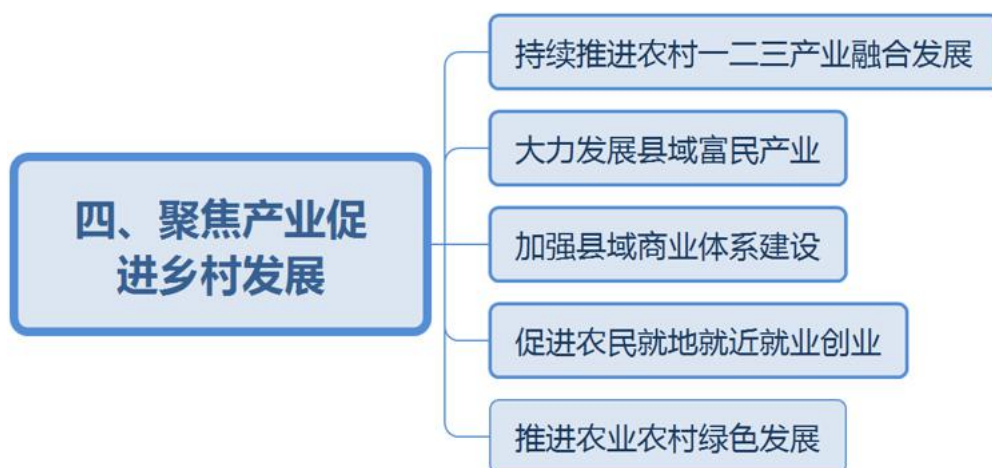 四、聚焦产业促
进乡村发展
持续推进农村一二三产业融合发展
大力发展县域富民产业
加强县域商业体系建设
促进农民就地就近就业创业
推进农业农村绿色发展